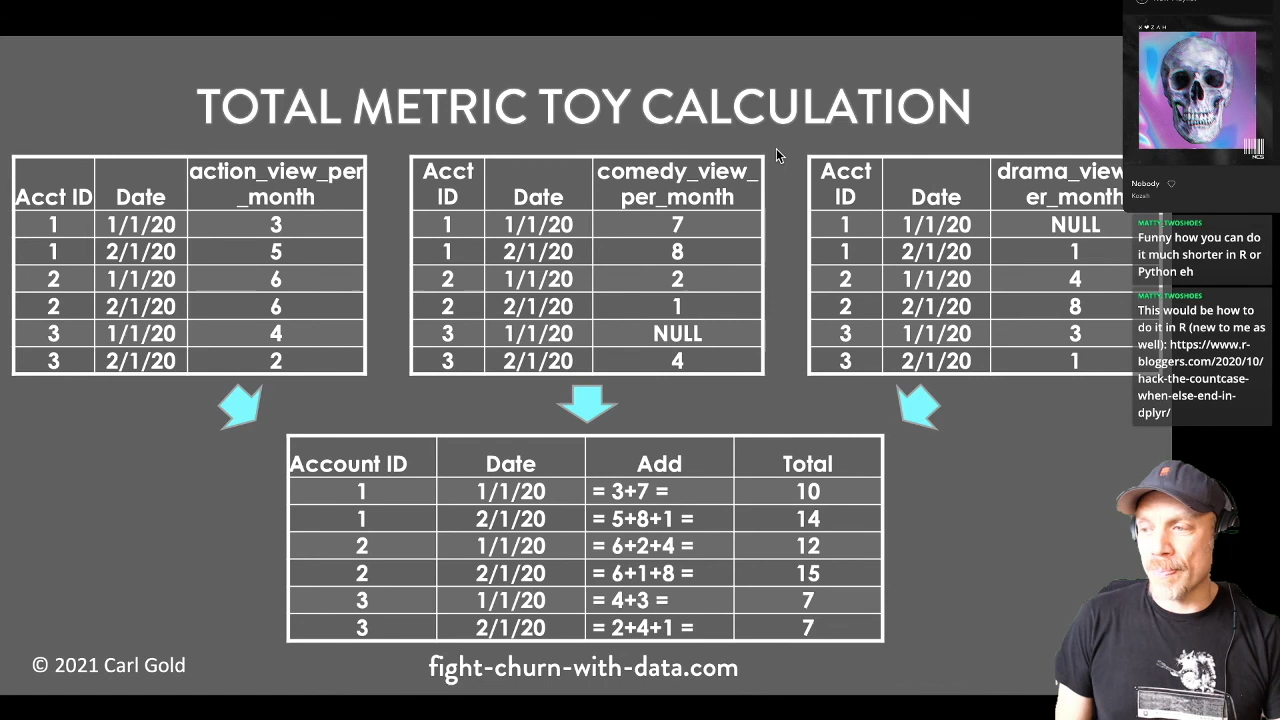 TOTAL METRIC TOY CALCULATION
Acct ID Date action_view_per
_month
1 1/1/20 3
1 2/1/20 5
2 1/1/20 6
2 2/1/20 6
3 1/1/20 4
3 2/1/20 2
Acct
ID Date comedy_view_
per_month
1 1/1/20 7
1 2/1/20 8
2 1/1/20 2
2 2/1/20 1
3 1/1/20 NULL
3 2/1/20 4
Acct
ID Date drama_view
er_month
1 1/1/20 NULL
1 2/1/20 1
2 1/1/20 4
2 2/1/20 8
3 1/1/20 3
3 2/1/20 1
Account ID Date Add Total
1 1/1/20 = 3+7 = 10
1 2/1/20 = 5+8+1 = 14
2 1/1/20 = 6+2+4 = 12
2 2/1/20 = 6+1+8 = 15
3 1/1/20 = 4+3 = 7
3 2/1/20 = 2+4+1 = 7
© 2021 Carl Gold
fight-churn-with-data.com
NCS
Nobody
Kozah
MATTY_TWOSHOES
Funny how you can do
it much shorter in R or
Python eh
MATTY_TWOSHOES
This would be how to
do it in R (new to me as
well): https://www.r-
bloggers.com/2020/10/
hack-the-countcase-
when-else-end-in-
dplyr/